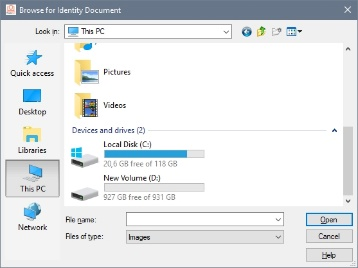 Browse for Identity Document
Look in: This PC
Quick access
Desktop
Libraries
This PC
Network
Pictures
Videos
Devices and drives (2)
Local Disk (C:)
20,6 GB free of 118 GB
New Volume (D:)
927 GB free of 931 GB
File name:
Open
Files of type: Images
Cancel
Help